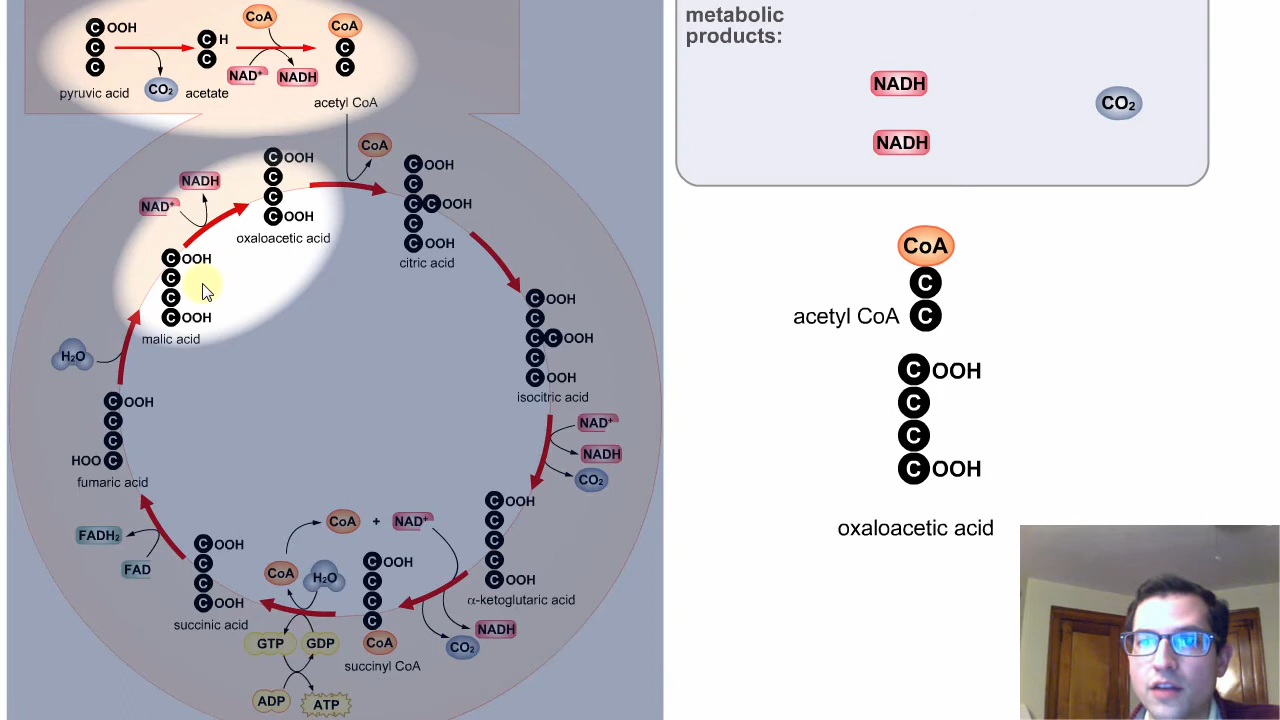 C OOH
C
C
pyruvic acid
CO₂
C H
C
acetate
CoA
NAD⁺
NADH
CoA
C
C
acetyl CoA
CoA
C OOH
C
C
C OOH
oxaloacetic acid
C OOH
C
C C OOH
C
C OOH
citric acid
C OOH
C
C C OOH
C
C OOH
isocitric acid
NAD⁺
NADH
CO₂
C OOH
C
C
C
C OOH
α-ketoglutaric acid
CoA + NAD⁺
NADH
CO₂
C OOH
C
C
C
CoA
succinyl CoA
CoA
H₂O
GTP
GDP
ADP
ATP
C OOH
C
C
C OOH
succinic acid
FADH₂
FAD
C OOH
C
C
HOO C
fumaric acid
H₂O
C OOH
C
C
C OOH
malic acid
NAD⁺
NADH
metabolic
products:
NADH
NADH
CO₂
CoA
C
acetyl CoA C
C OOH
C
C
C OOH
oxaloacetic acid